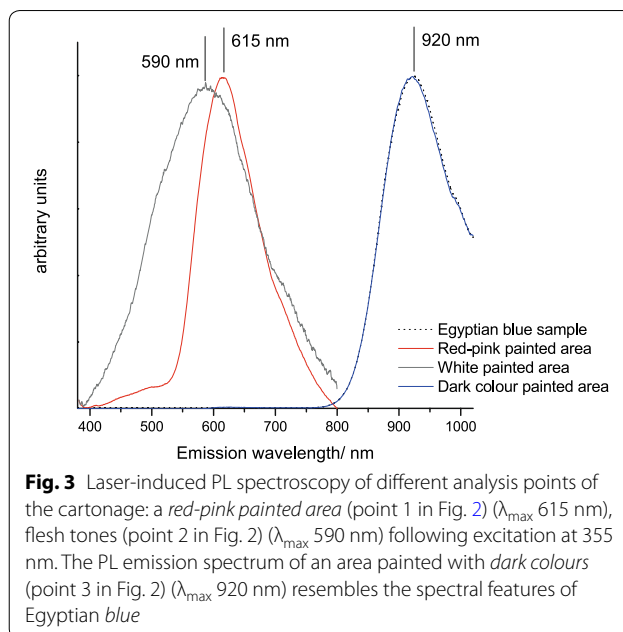 615 nm
920 nm
590 nm
arbitrary units
Egyptian blue sample
Red-pink painted area
White painted area
Dark colour painted area
400 500 600 700 800 900 1000
Emission wavelength/ nm
Fig. 3 Laser-induced PL spectroscopy of different analysis points of
the cartonage: a red-pink painted area (point 1 in Fig. 2) (λmax 615 nm),
flesh tones (point 2 in Fig. 2) (λmax 590 nm) following excitation at 355
nm. The PL emission spectrum of an area painted with dark colours
(point 3 in Fig. 2) (λmax 920 nm) resembles the spectral features of
Egyptian blue